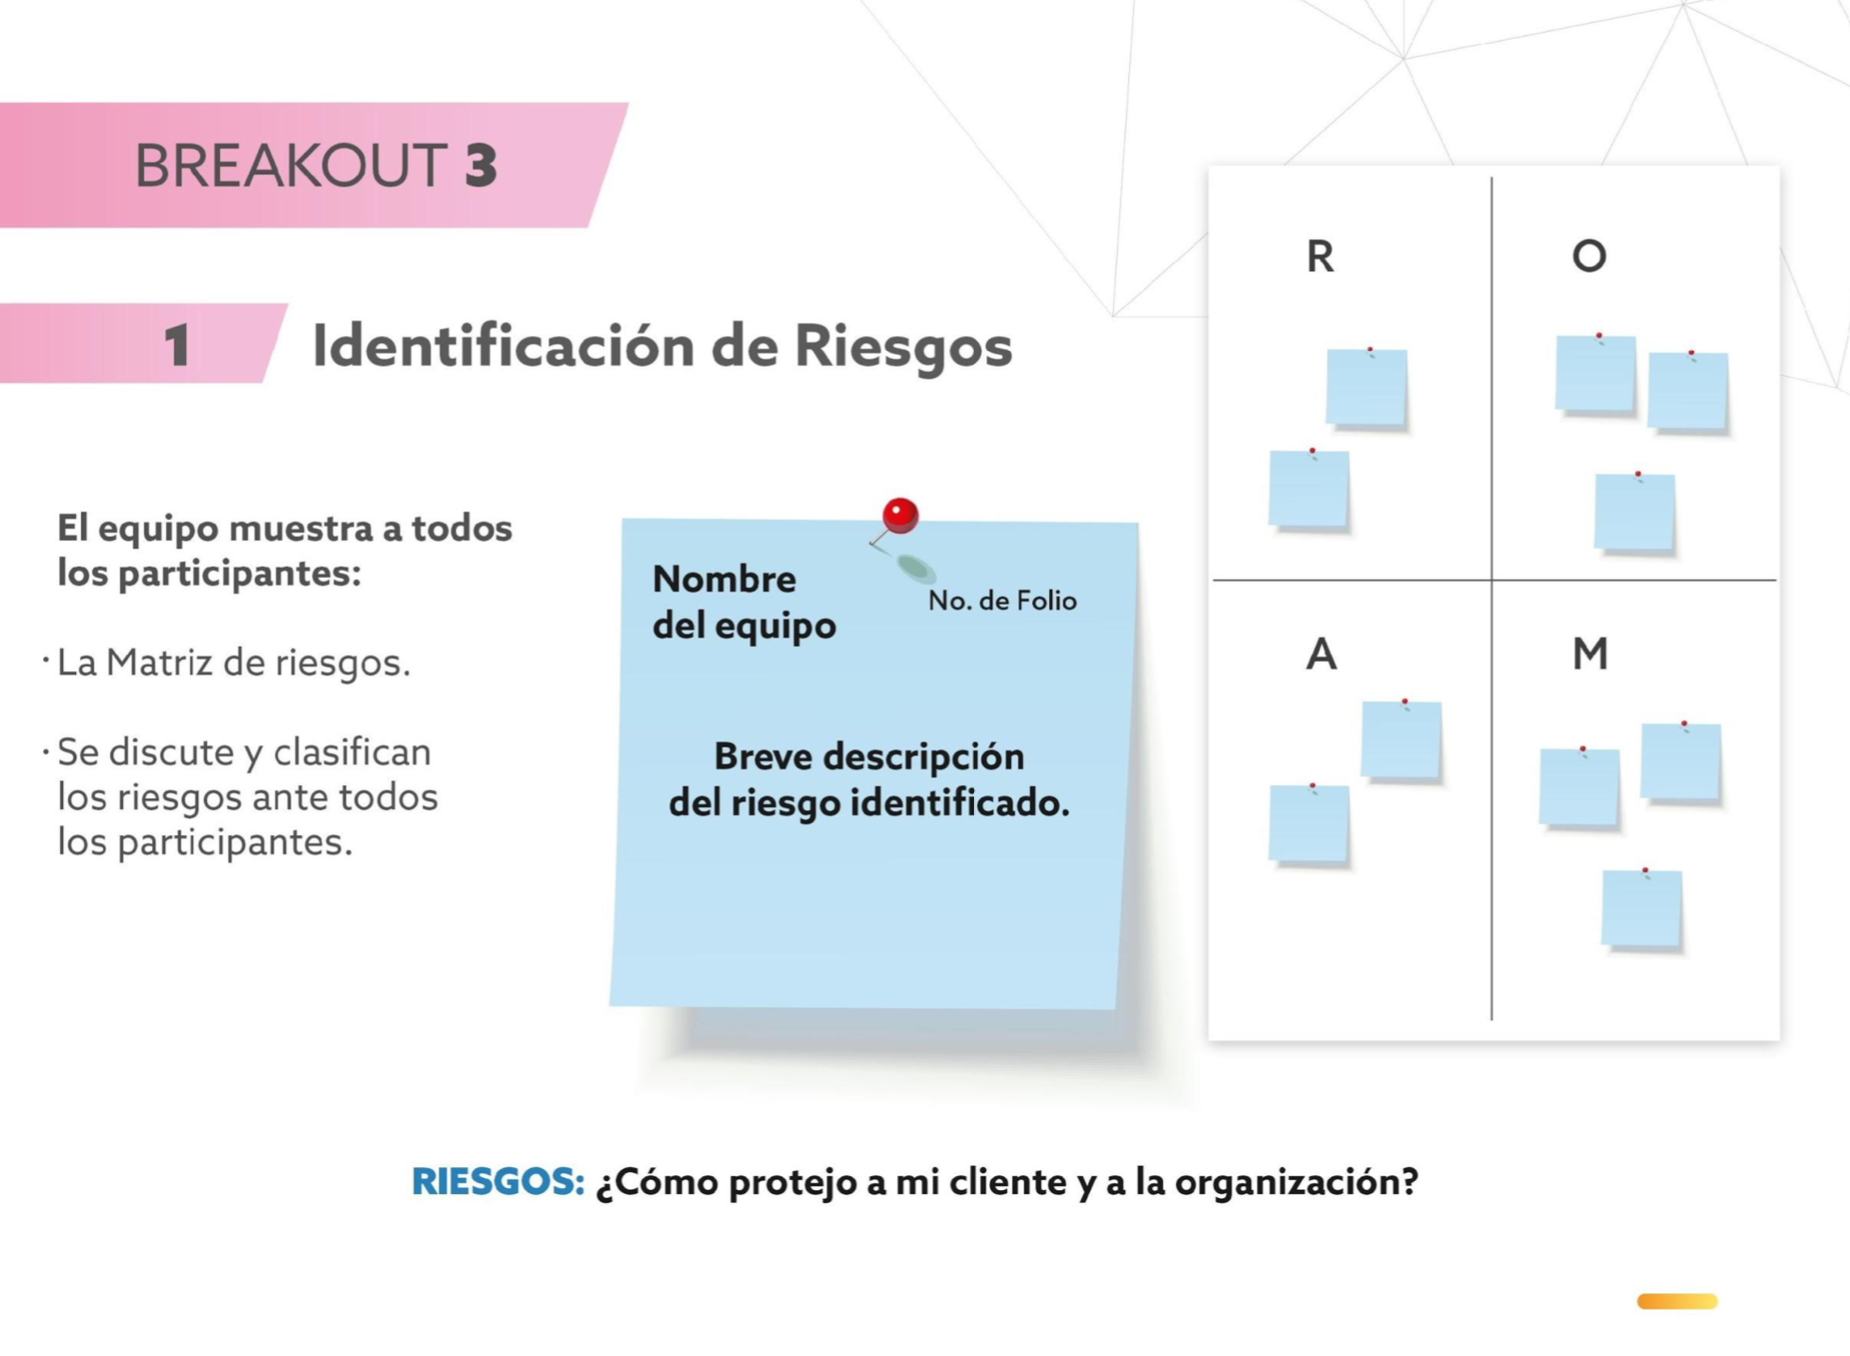 BREAKOUT 3
1 Identificación de Riesgos
El equipo muestra a todos
los participantes:
· La Matriz de riesgos.
· Se discute y clasifican
los riesgos ante todos
los participantes.
Nombre
del equipo
No. de Folio
Breve descripción
del riesgo identificado.
R
O
A
M
RIESGOS: ¿Cómo protejo a mi cliente y a la organización?